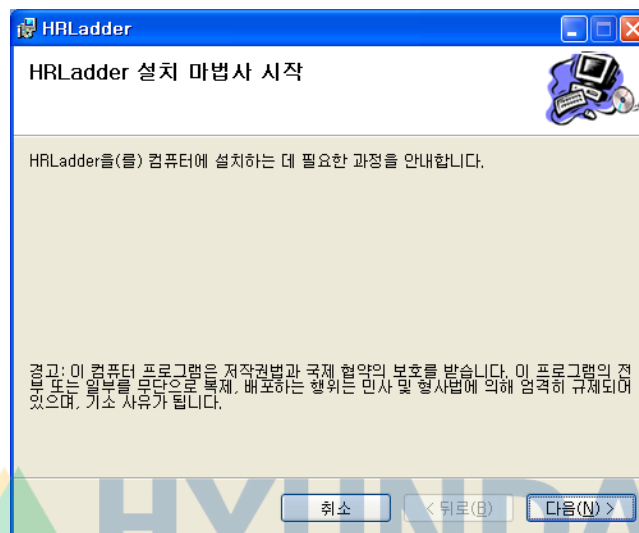 HRLadder
HRLadder 설치 마법사 시작
HRLadder을(를) 컴퓨터에 설치하는 데 필요한 과정을 안내합니다.
경고: 이 컴퓨터 프로그램은 저작권법과 국제 협약의 보호를 받습니다. 이 프로그램의 전
부 또는 일부를 무단으로 복제, 배포하는 행위는 민사 및 형사법에 의해 엄격히 규제되어
있으며, 기소 사유가 됩니다.
취소 < 뒤로(B) 다음(N) >
HYUNDA